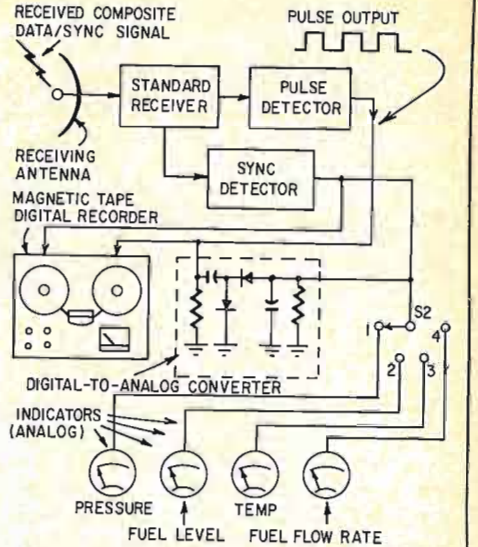 RECEIVED COMPOSITE
DATA/SYNC SIGNAL
PULSE OUTPUT
STANDARD
RECEIVER
PULSE
DETECTOR
RECEIVING
ANTENNA
SYNC
DETECTOR
MAGNETIC TAPE
DIGITAL RECORDER
S2
1
4
2
3
DIGITAL-TO-ANALOG CONVERTER
INDICATORS
(ANALOG)
PRESSURE
TEMP
FUEL LEVEL
FUEL FLOW RATE